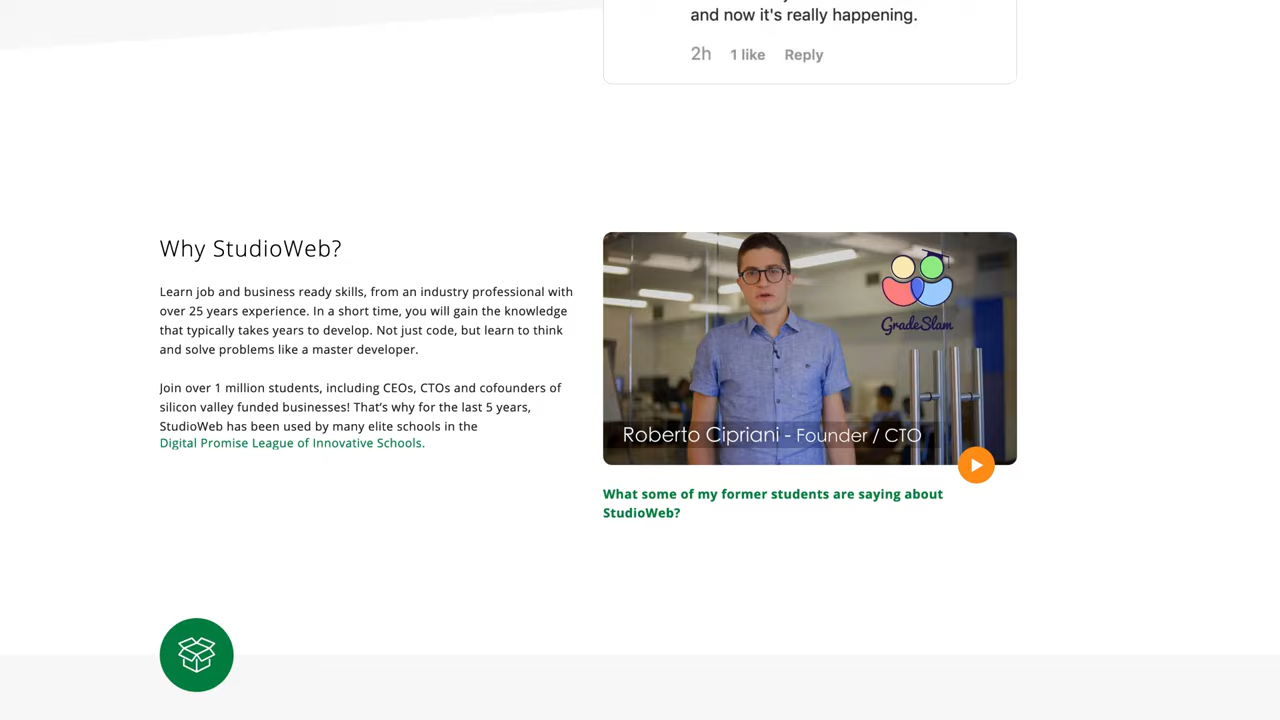 and now it's really happening.
2h 1 like Reply
Why StudioWeb?
Learn job and business ready skills, from an industry professional with
over 25 years experience. In a short time, you will gain the knowledge
that typically takes years to develop. Not just code, but learn to think
and solve problems like a master developer.
Join over 1 million students, including CEOs, CTOs and cofounders of
silicon valley funded businesses! That's why for the last 5 years,
StudioWeb has been used by many elite schools in the
Digital Promise League of Innovative Schools.
GradeSlam
Roberto Cipriani - Founder / CTO
What some of my former students are saying about
StudioWeb?